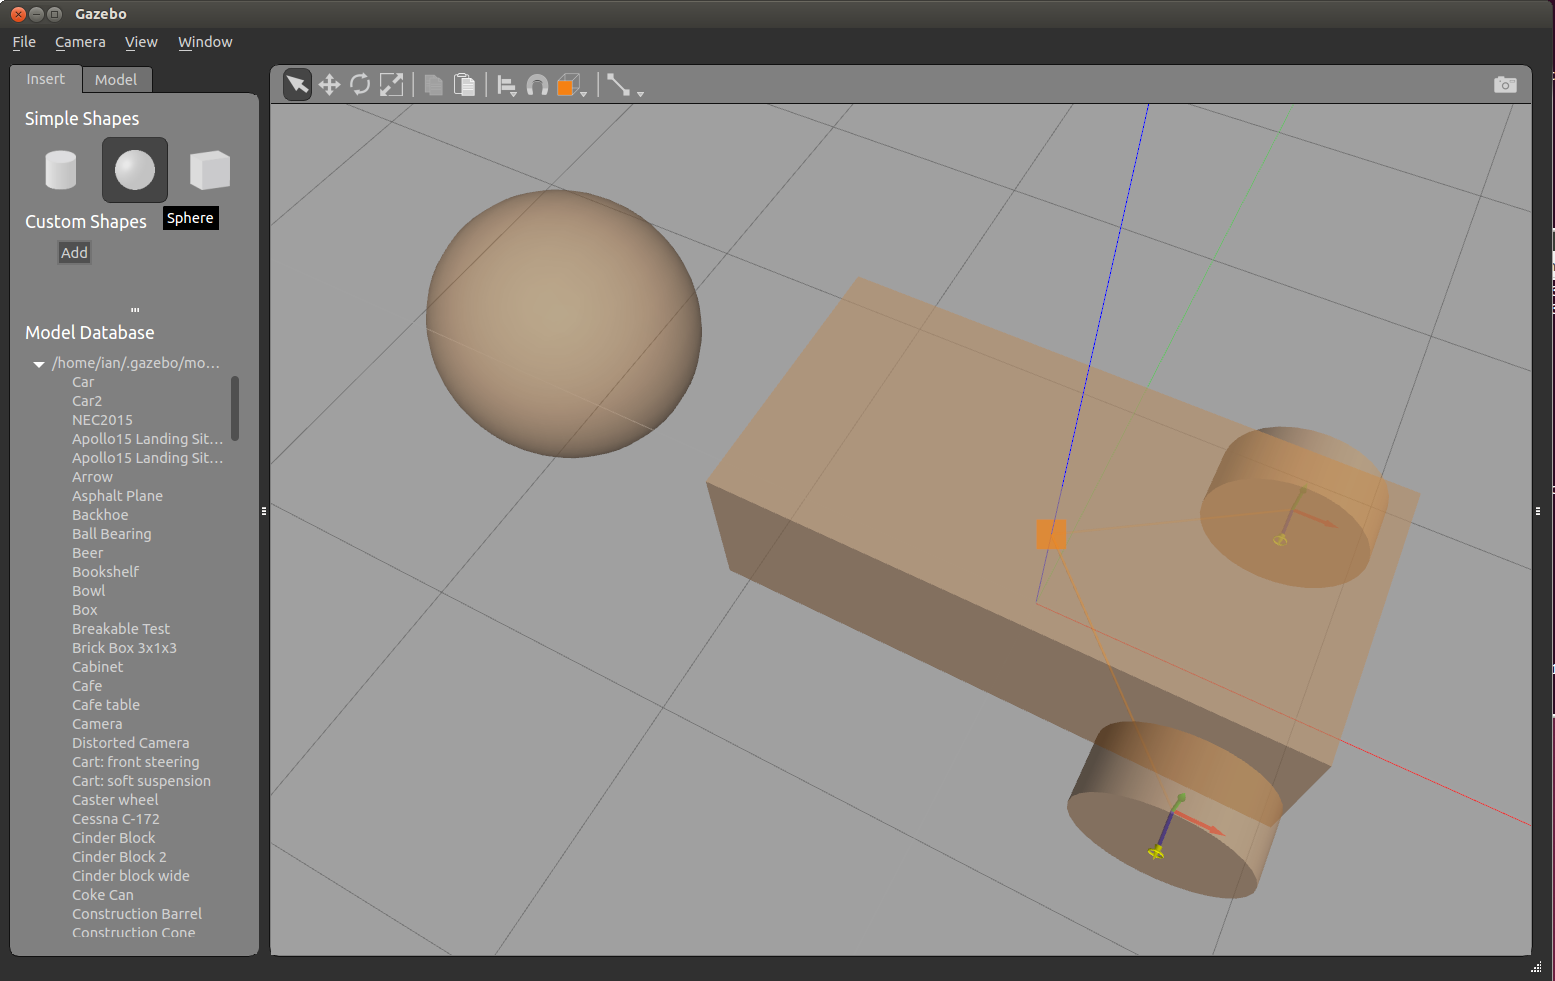 Gazebo
File Camera View Window
Insert Model
Simple Shapes
Custom Shapes
Sphere
Add
Model Database
/home/ian/.gazebo/mo...
Car
Car2
NEC2015
Apollo15 Landing Sit...
Apollo15 Landing Sit...
Arrow
Asphalt Plane
Backhoe
Ball Bearing
Beer
Bookshelf
Bowl
Box
Breakable Test
Brick Box 3x1x3
Cabinet
Cafe
Cafe table
Camera
Distorted Camera
Cart: front steering
Cart: soft suspension
Caster wheel
Cessna C-172
Cinder Block
Cinder Block 2
Cinder block wide
Coke Can
Construction Barrel
Construction Cone